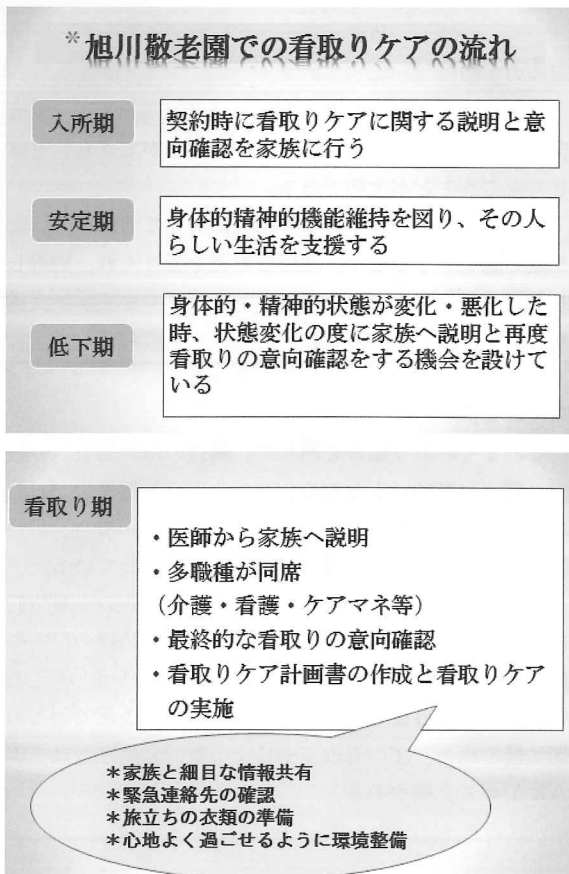 *旭川敬老園での看取りケアの流れ
入所期
契約時に看取りケアに関する説明と意
向確認を家族に行う
安定期
身体的精神的機能維持を図り、その人
らしい生活を支援する
低下期
身体的・精神的状態が変化・悪化した
時、状態変化の度に家族へ説明と再度
看取りの意向確認をする機会を設けて
いる
看取り期
・医師から家族へ説明
・多職種が同席
(介護・看護・ケアマネ等)
・最終的な看取りの意向確認
・看取りケア計画書の作成と看取りケア
の実施
*家族と細目な情報共有
*緊急連絡先の確認
*旅立ちの衣類の準備
*心地よく過ごせるように環境整備